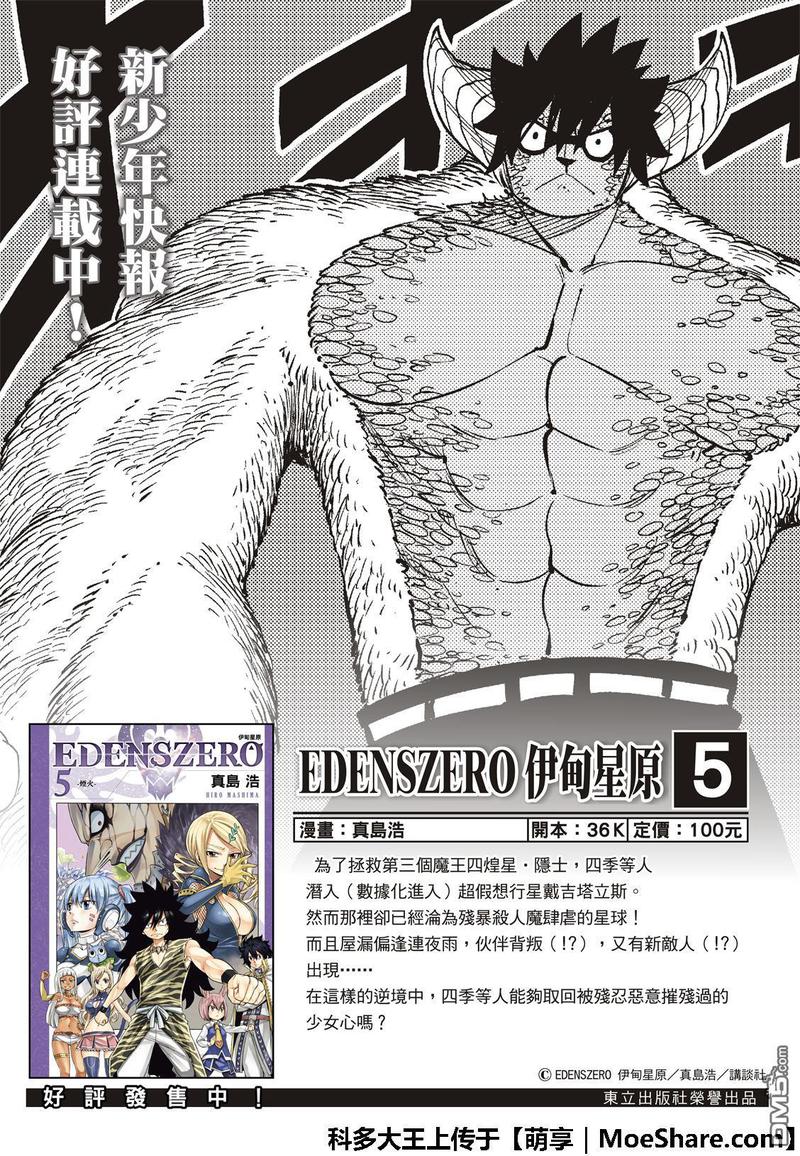 新少年快報
好評連載中！
伊甸星原
EDENSZERO
5 -煙火-
真島 浩
HIRO MASHIMA
EDENSZERO 伊甸星原 5
漫畫：真島浩
開本：36K
定價：100元
為了拯救第三個魔王四煌星・隱士，四季等人
潛入（數據化進入）超假想行星戴吉塔立斯。
然而那裡卻已經淪為殘暴殺人魔肆虐的星球！
而且屋漏偏逢連夜雨，伙伴背叛（!?），又有新敵人（!?）
出現……
在這樣的逆境中，四季等人能夠取回被殘忍惡意摧殘過的
少女心嗎？
© EDENSZERO 伊甸星原／真島浩／講談社
好評發售中！
東立出版社榮譽出品
DM5.com
科多大王上传于【萌享｜MoeShare.com】